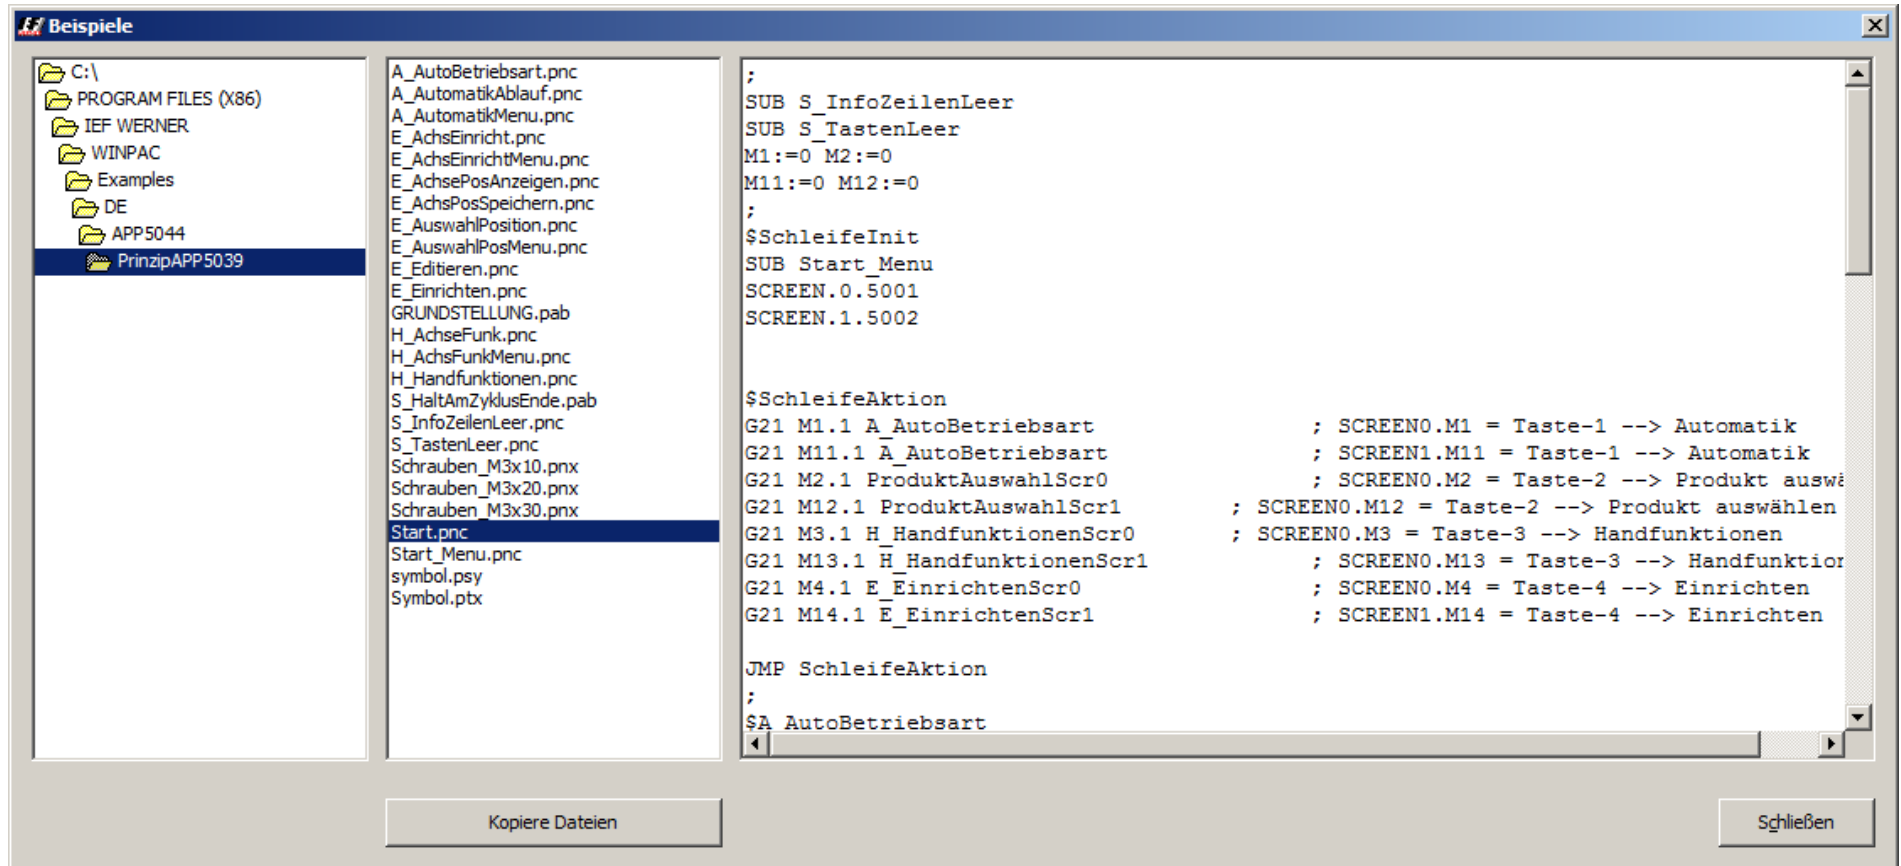 Beispiele
C:\
PROGRAM FILES (X86)
IEF WERNER
WINPAC
Examples
DE
APP5044
PrinzipAPP5039
A_AutoBetriebsart.pnc
A_AutomatikAblauf.pnc
A_AutomatikMenu.pnc
E_AchsEinricht.pnc
E_AchsEinrichtMenu.pnc
E_AchsePosAnzeigen.pnc
E_AchsPosSpeichern.pnc
E_AuswahlPosition.pnc
E_AuswahlPosMenu.pnc
E_Editieren.pnc
E_Einrichten.pnc
GRUNDSTELLUNG.pab
H_AchseFunk.pnc
H_AchsFunkMenu.pnc
H_Handfunktionen.pnc
S_HaltAmZyklusEnde.pab
S_InfoZeilenLeer.pnc
S_TastenLeer.pnc
Schrauben_M3x10.pnx
Schrauben_M3x20.pnx
Schrauben_M3x30.pnx
Start.pnc
Start_Menu.pnc
symbol.psy
Symbol.ptx
;
SUB S_InfoZeilenLeer
SUB S_TastenLeer
M1:=0 M2:=0
M11:=0 M12:=0
;
$SchleifeInit
SUB Start_Menu
SCREEN.0.5001
SCREEN.1.5002
$SchleifeAktion
G21 M1.1 A_AutoBetriebsart ; SCREEN0.M1 = Taste-1 --> Automatik
G21 M11.1 A_AutoBetriebsart ; SCREEN1.M11 = Taste-1 --> Automatik
G21 M2.1 ProduktAuswahlScr0 ; SCREEN0.M2 = Taste-2 --> Produkt auswä
G21 M12.1 ProduktAuswahlScr1 ; SCREEN0.M12 = Taste-2 --> Produkt auswählen
G21 M3.1 H_HandfunktionenScr0 ; SCREEN0.M3 = Taste-3 --> Handfunktionen
G21 M13.1 H_HandfunktionenScr1 ; SCREEN0.M13 = Taste-3 --> Handfunktion
G21 M4.1 E_EinrichtenScr0 ; SCREEN0.M4 = Taste-4 --> Einrichten
G21 M14.1 E_EinrichtenScr1 ; SCREEN1.M14 = Taste-4 --> Einrichten
JMP SchleifeAktion
;
$A_AutoBetriebsart
Kopiere Dateien
Schließen